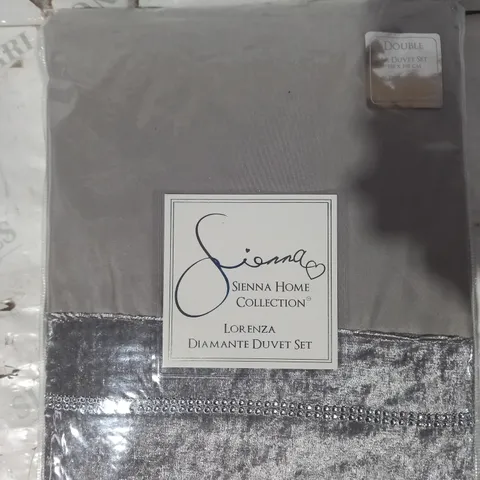 DOUBLE
DUVET SET
Sienna
SIENNA HOME
COLLECTION®
LORENZA
DIAMANTE DUVET SET